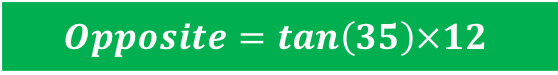 Opposite = tan(35)×12